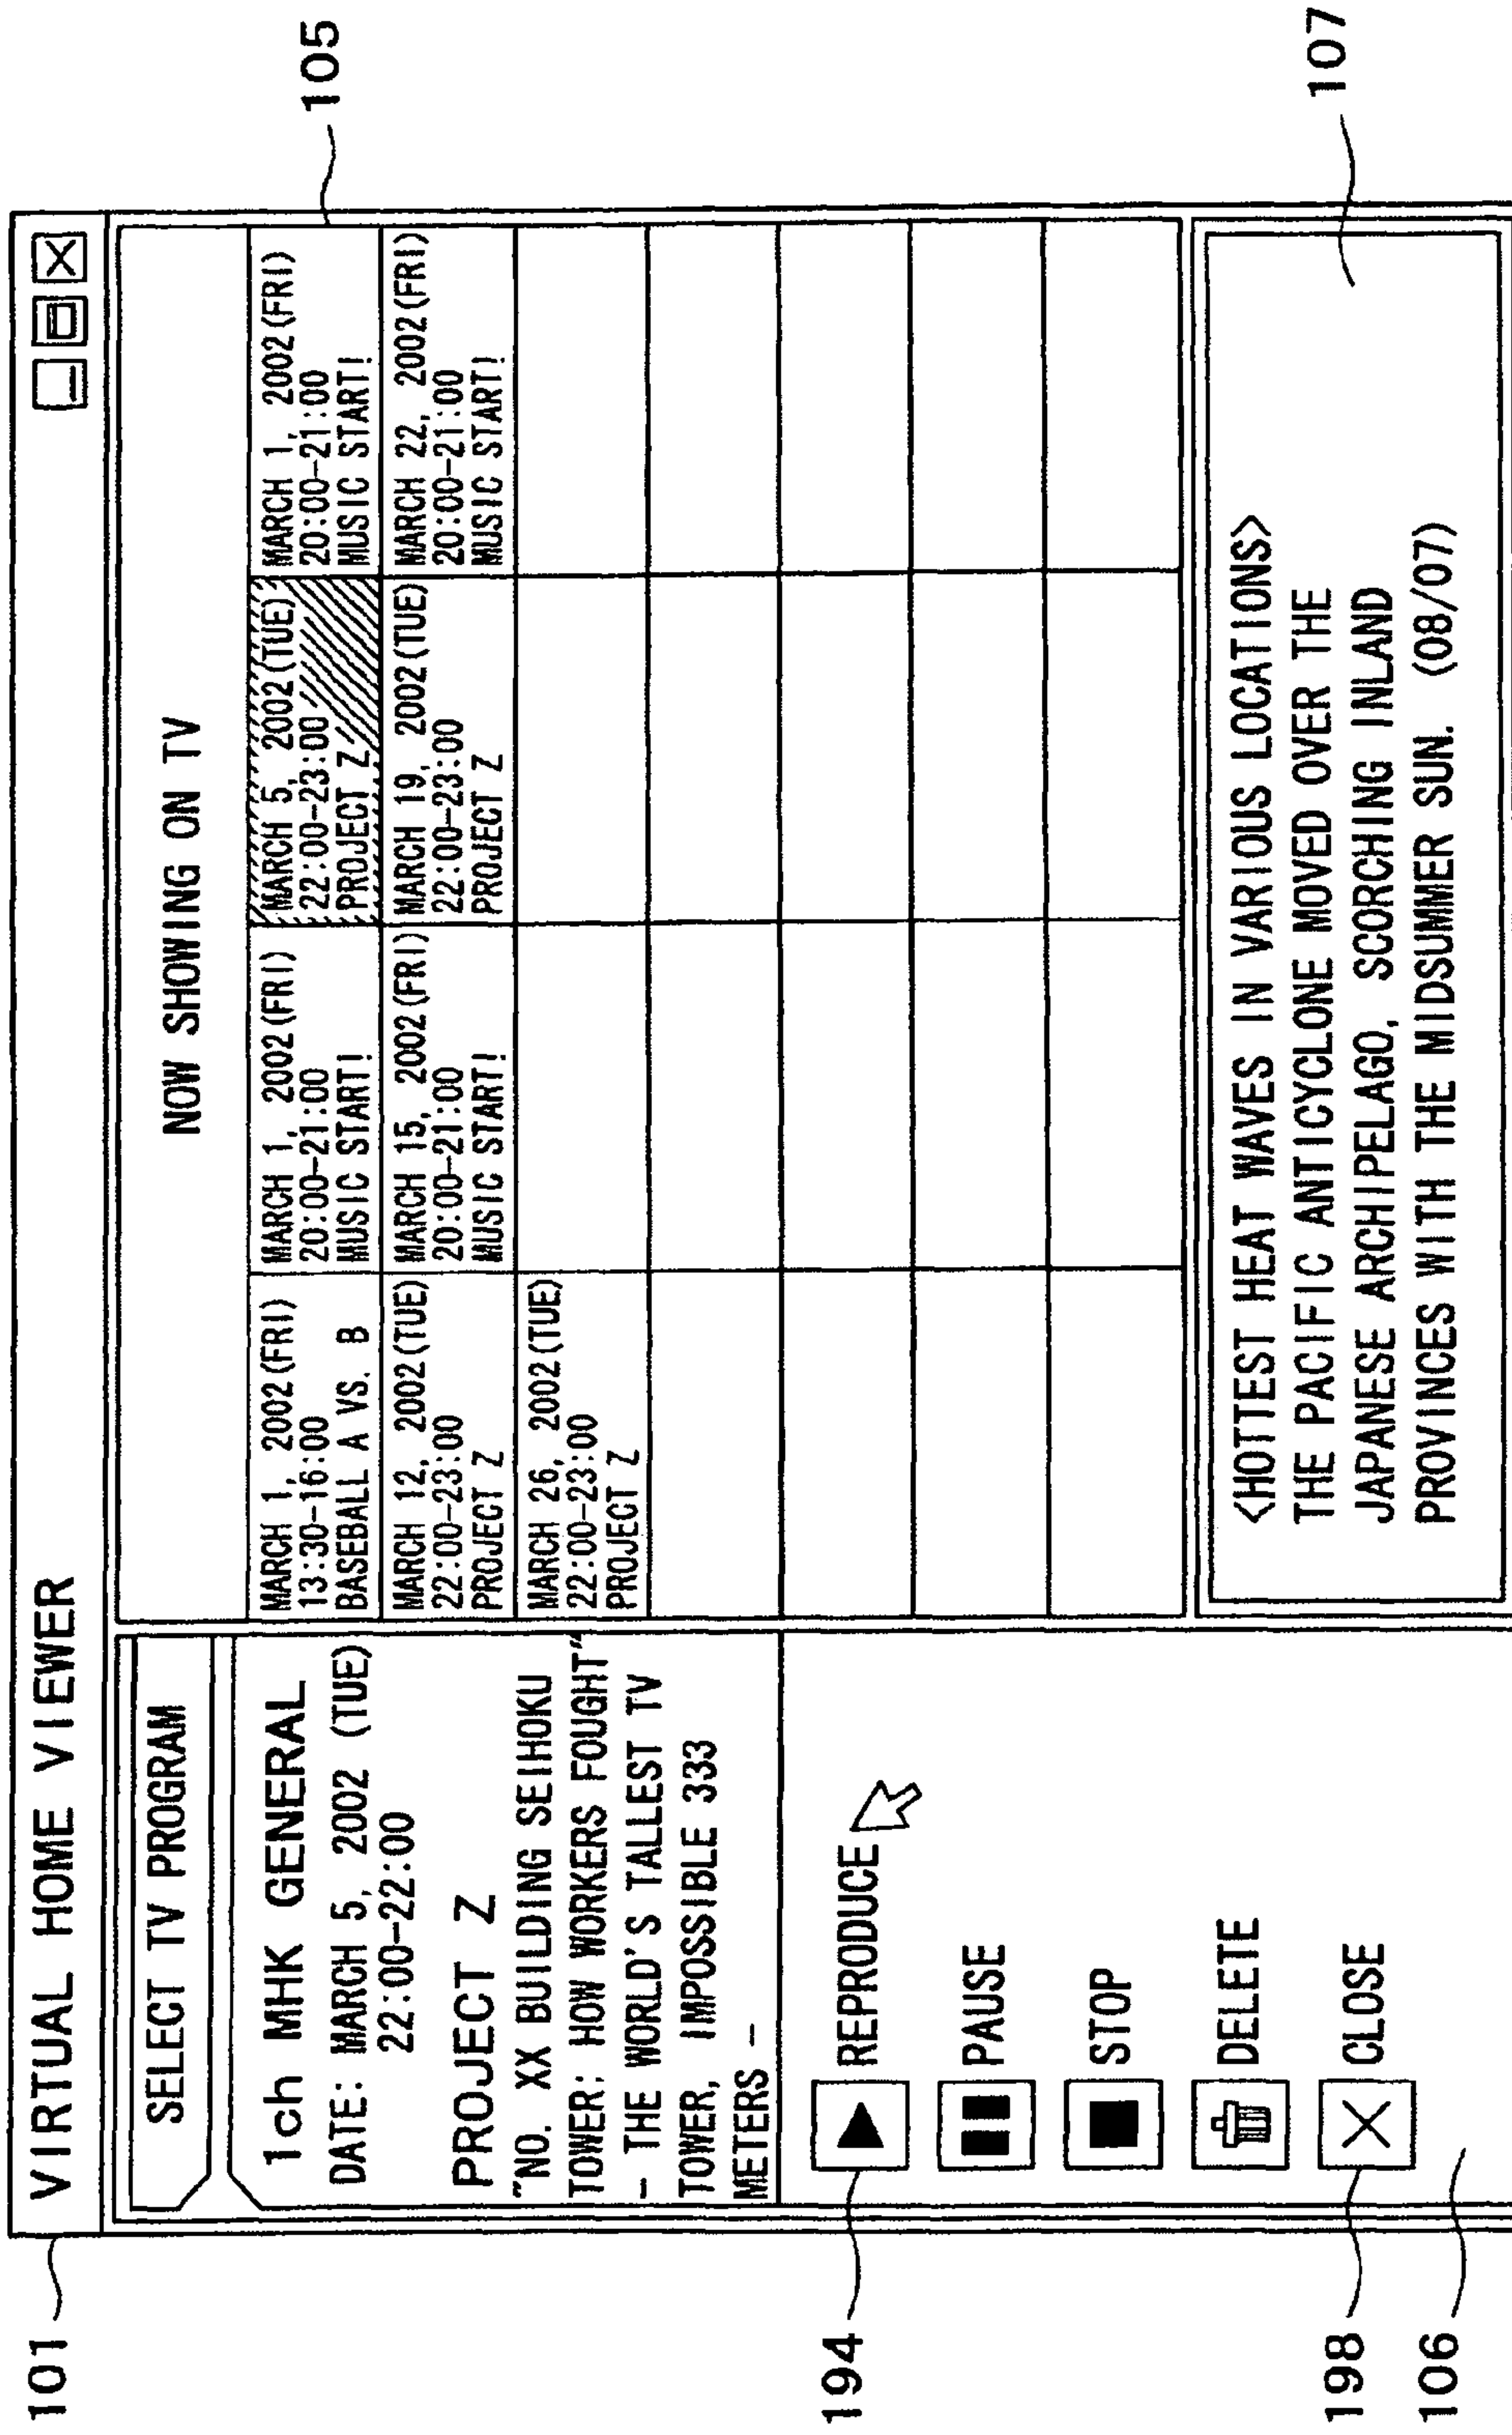 101
VIRTUAL HOME VIEWER
SELECT TV PROGRAM
1ch MHK GENERAL
DATE: MARCH 5, 2002 (TUE)
22:00-22:00
PROJECT Z
"NO. XX BUILDING SEIHOKU
TOWER; HOW WORKERS FOUGHT"
- THE WORLD'S TALLEST TV
TOWER, IMPOSSIBLE 333
METERS -
194
REPRODUCE
PAUSE
STOP
DELETE
198
CLOSE
106
NOW SHOWING ON TV
105
MARCH 1, 2002(FRI)
13:30-16:00
BASEBALL A VS. B
MARCH 1, 2002(FRI)
20:00-21:00
MUSIC START!
MARCH 5, 2002(TUE)
22:00-23:00
PROJECT Z
MARCH 1, 2002(FRI)
20:00-21:00
MUSIC START!
MARCH 12, 2002(TUE)
22:00-23:00
PROJECT Z
MARCH 15, 2002(FRI)
20:00-21:00
MUSIC START!
MARCH 19, 2002(TUE)
22:00-23:00
PROJECT Z
MARCH 22, 2002(FRI)
20:00-21:00
MUSIC START!
MARCH 26, 2002(TUE)
22:00-23:00
PROJECT Z
<HOTTEST HEAT WAVES IN VARIOUS LOCATIONS>
THE PACIFIC ANTICYCLONE MOVED OVER THE
JAPANESE ARCHIPELAGO, SCORCHING INLAND
PROVINCES WITH THE MIDSUMMER SUN. (08/07)
107